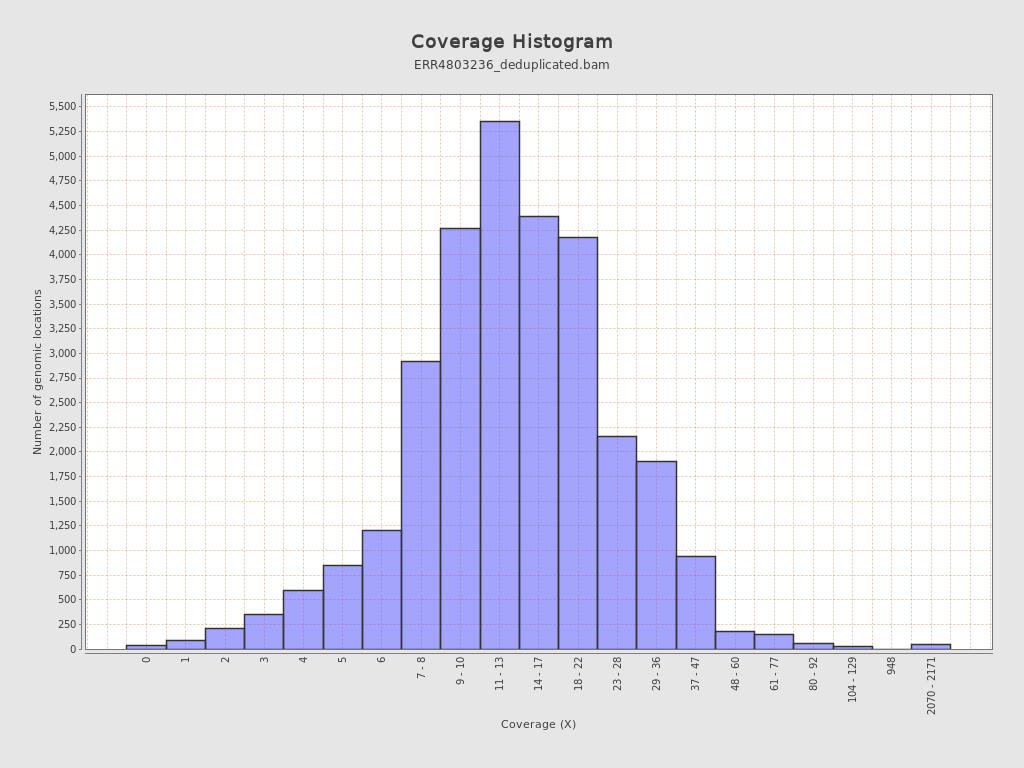 Coverage Histogram
ERR4803236_deduplicated.bam
Number of genomic locations
5,500
5,250
5,000
4,750
4,500
4,250
4,000
3,750
3,500
3,250
3,000
2,750
2,500
2,250
2,000
1,750
1,500
1,250
1,000
750
500
250
0
0
1
2
3
4
5
6
7 - 8
9 - 10
11 - 13
14 - 17
18 - 22
23 - 28
29 - 36
37 - 47
48 - 60
61 - 77
80 - 92
104 - 129
948
2070 - 2171
Coverage (X)